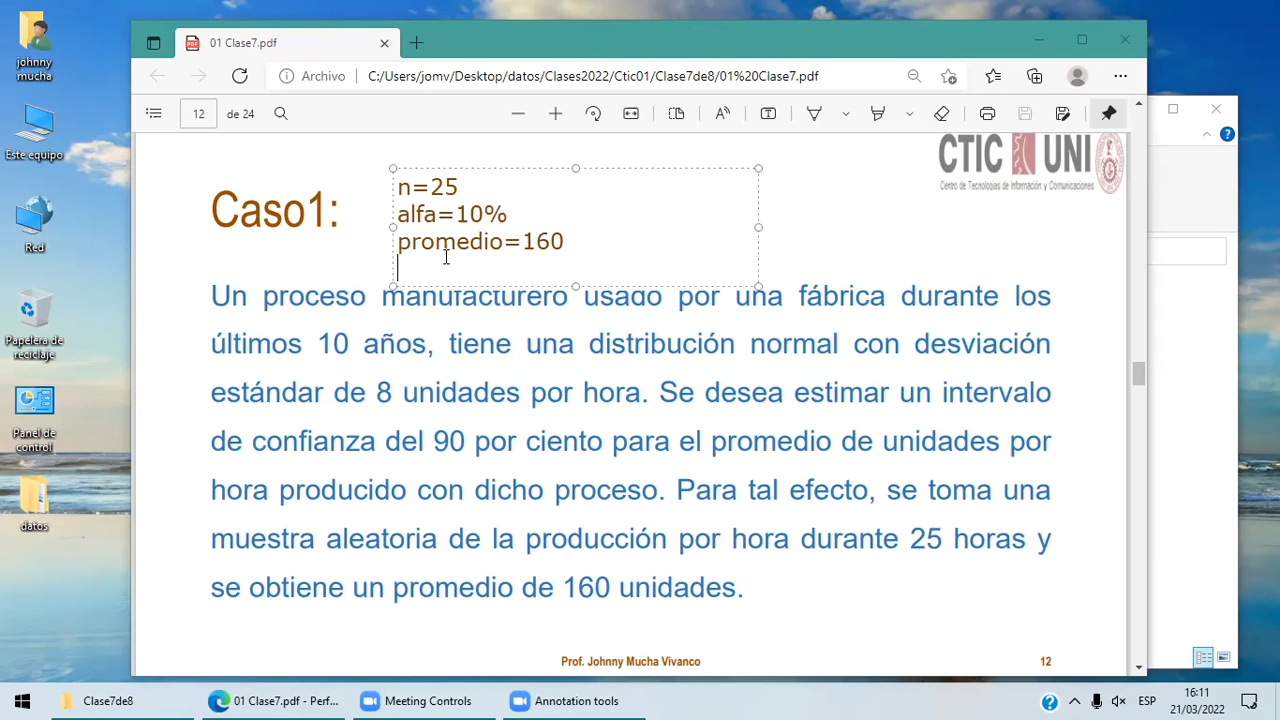 johnny
mucha
Este equipo
Red
Papelera de
reciclaje
Panel de
control
datos
01 Clase7.pdf
Archivo
C:/Users/jomv/Desktop/datos/Clases2022/Ctic01/Clase7de8/01%20Clase7.pdf
12
de 24
CTIC UNI
Centro de Tecnologías de Información y Comunicaciones
Caso1:
n=25
alfa=10%
promedio=160
Un proceso manufacturero usado por una fábrica durante los
últimos 10 años, tiene una distribución normal con desviación
estándar de 8 unidades por hora. Se desea estimar un intervalo
de confianza del 90 por ciento para el promedio de unidades por
hora producido con dicho proceso. Para tal efecto, se toma una
muestra aleatoria de la producción por hora durante 25 horas y
se obtiene un promedio de 160 unidades.
Prof. Johnny Mucha Vivanco
12
Clase7de8
01 Clase7.pdf - Perf...
Meeting Controls
Annotation tools
ESP
16:11
21/03/2022